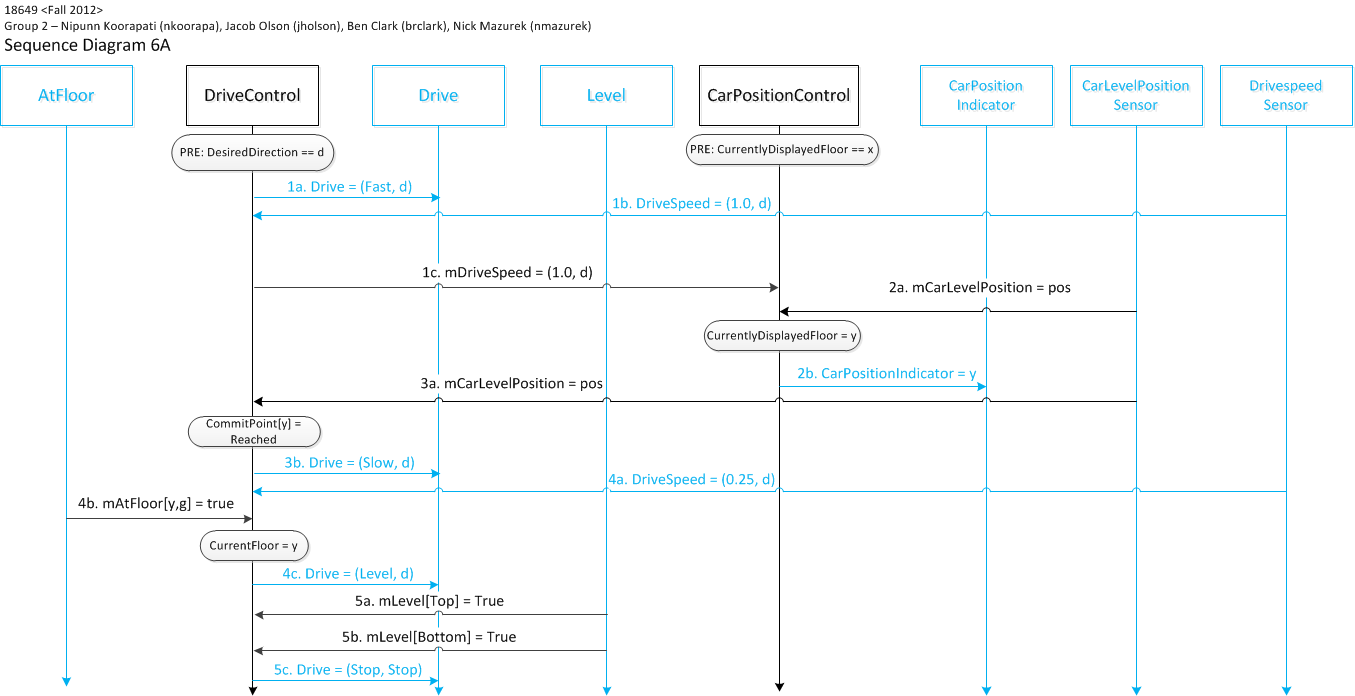 18649 <Fall 2012>
Group 2 – Nipunn Koorapati (nkoorapa), Jacob Olson (jholson), Ben Clark (brclark), Nick Mazurek (nmazurek)
Sequence Diagram 6A
AtFloor
DriveControl
Drive
Level
CarPositionControl
CarPosition
Indicator
CarLevelPosition
Sensor
Drivespeed
Sensor
PRE: DesiredDirection == d
PRE: CurrentlyDisplayedFloor == x
1a. Drive = (Fast, d)
1b. DriveSpeed = (1.0, d)
1c. mDriveSpeed = (1.0, d)
2a. mCarLevelPosition = pos
CurrentlyDisplayedFloor = y
2b. CarPositionIndicator = y
3a. mCarLevelPosition = pos
CommitPoint[y] =
Reached
3b. Drive = (Slow, d)
4a. DriveSpeed = (0.25, d)
4b. mAtFloor[y,g] = true
CurrentFloor = y
4c. Drive = (Level, d)
5a. mLevel[Top] = True
5b. mLevel[Bottom] = True
5c. Drive = (Stop, Stop)